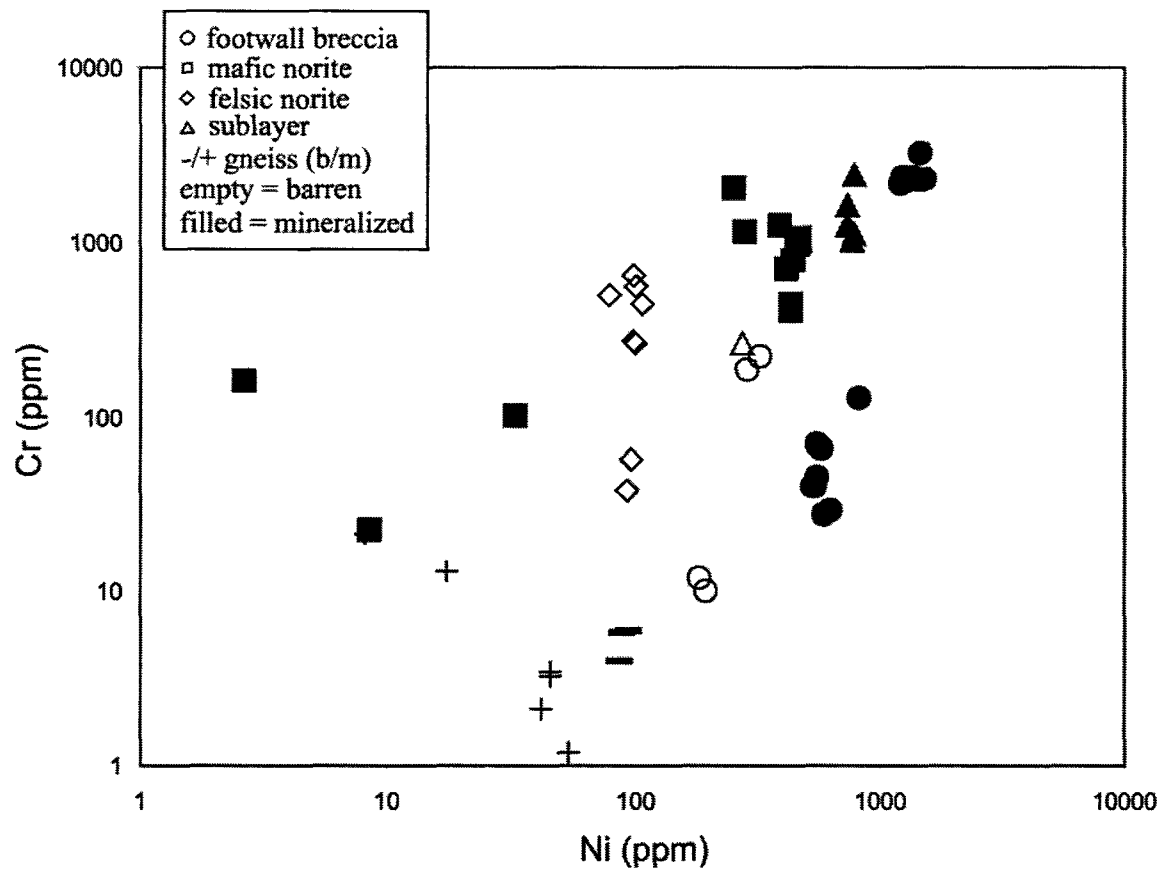 footwall breccia
mafic norite
felsic norite
sublayer
-/+ gneiss (b/m)
empty = barren
filled = mineralized
10000
1000
100
10
1
Cr (ppm)
1
10
100
1000
10000
Ni (ppm)